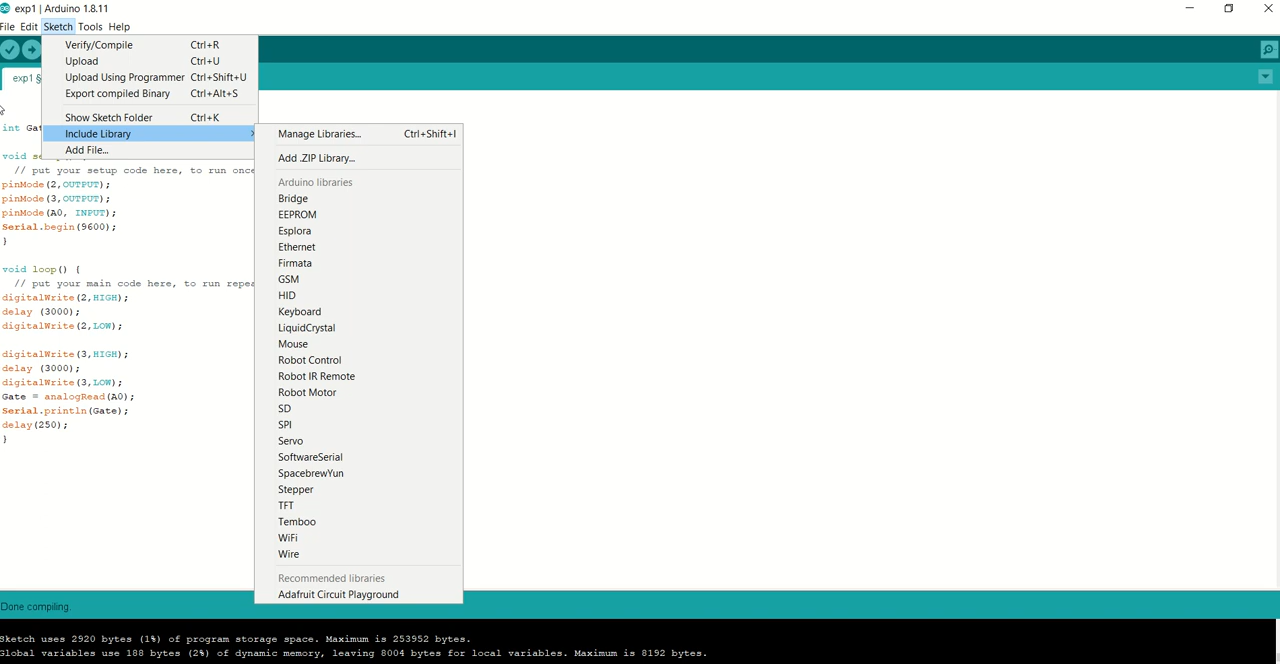 exp1 | Arduino 1.8.11
File Edit Sketch Tools Help
exp1 §
Verify/Compile Ctrl+R
Upload Ctrl+U
Upload Using Programmer Ctrl+Shift+U
Export compiled Binary Ctrl+Alt+S
Show Sketch Folder Ctrl+K
Include Library
Add File...
Manage Libraries... Ctrl+Shift+I
Add .ZIP Library...
Arduino libraries
Bridge
EEPROM
Esplora
Ethernet
Firmata
GSM
HID
Keyboard
LiquidCrystal
Mouse
Robot Control
Robot IR Remote
Robot Motor
SD
SPI
Servo
SoftwareSerial
SpacebrewYun
Stepper
TFT
Temboo
WiFi
Wire
Recommended libraries
Adafruit Circuit Playground
int Gat
void se
// put your setup code here, to run once
pinMode(2,OUTPUT);
pinMode(3,OUTPUT);
pinMode(A0, INPUT);
Serial.begin(9600);
}
void loop() {
// put your main code here, to run repea
digitalWrite(2,HIGH);
delay (3000);
digitalWrite(2,LOW);
digitalWrite(3,HIGH);
delay (3000);
digitalWrite(3,LOW);
Gate = analogRead(A0);
Serial.println(Gate);
delay(250);
}
Done compiling.
Sketch uses 2920 bytes (1%) of program storage space. Maximum is 253952 bytes.
Global variables use 188 bytes (2%) of dynamic memory, leaving 8004 bytes for local variables. Maximum is 8192 bytes.